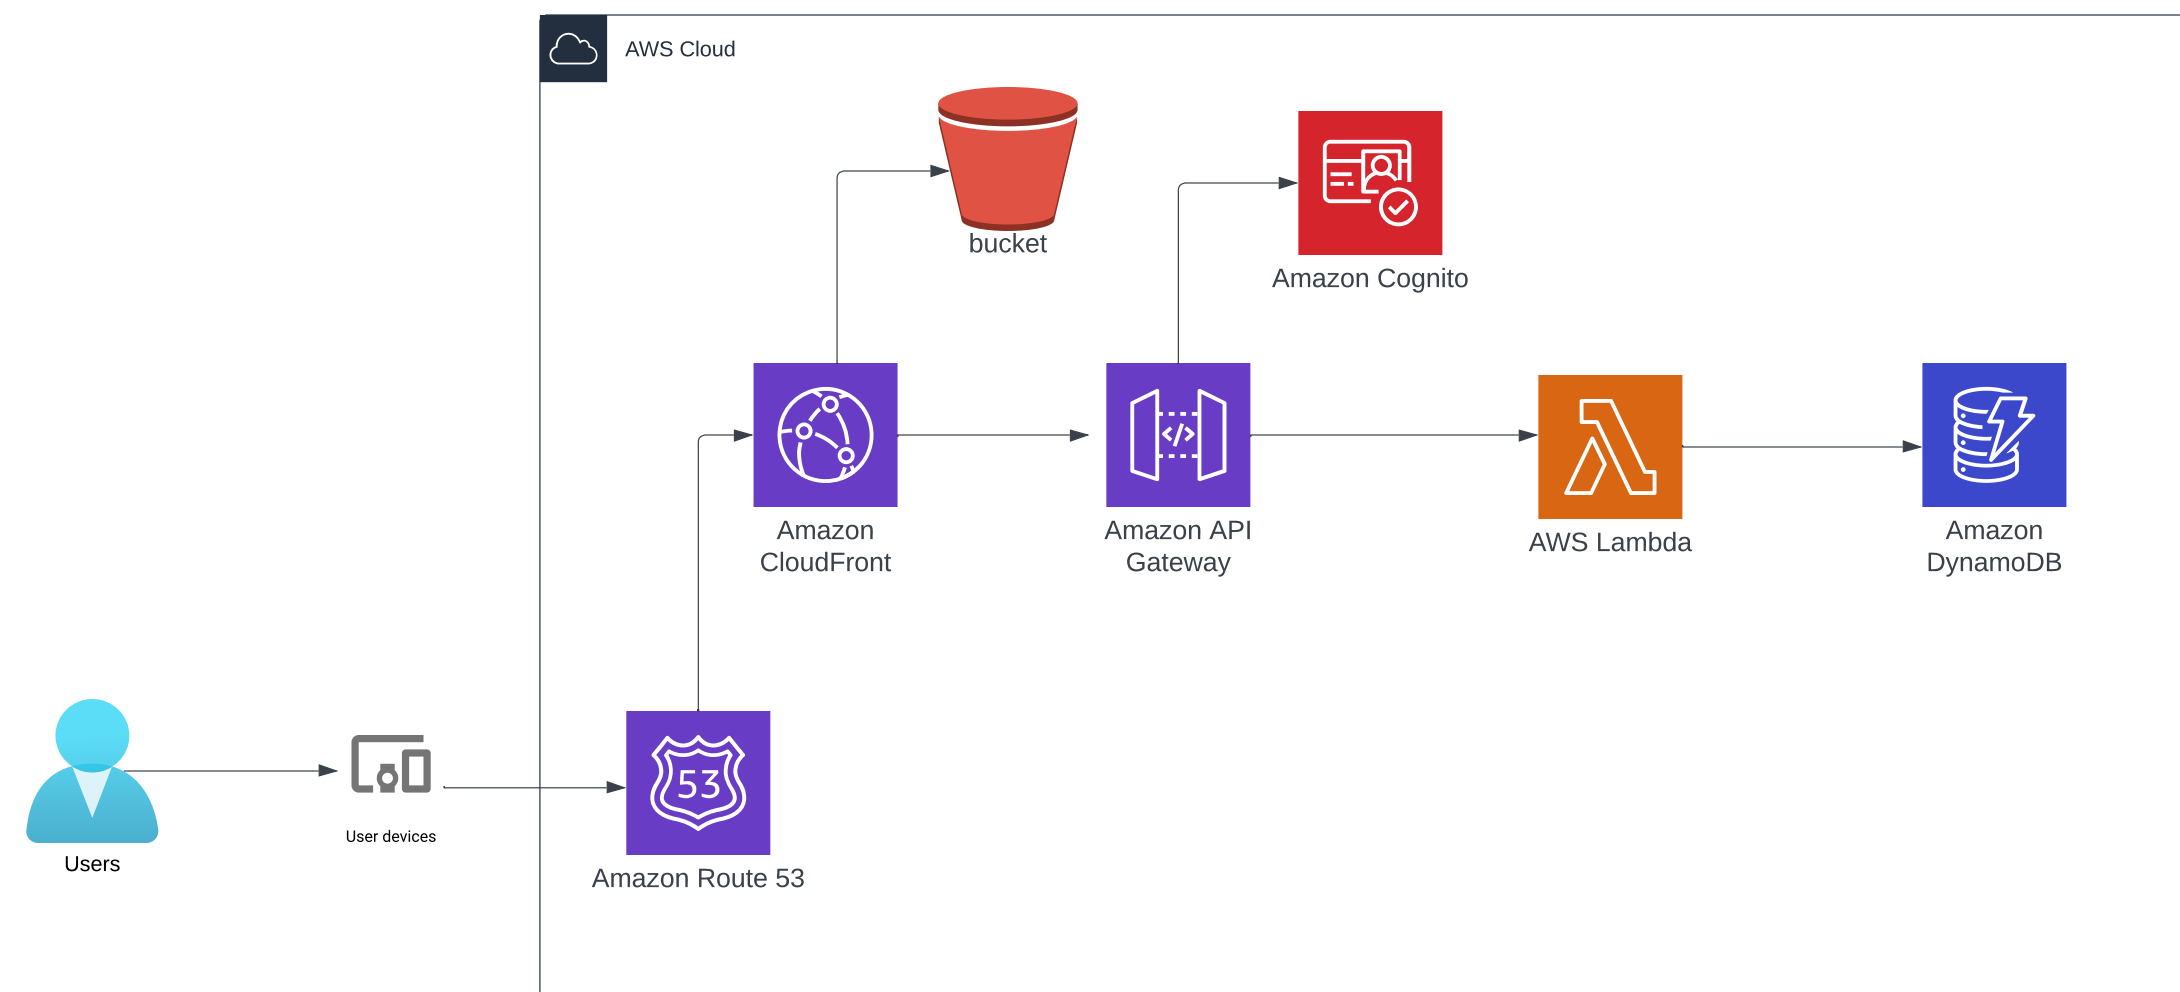 AWS Cloud
bucket
Amazon Cognito
Amazon
CloudFront
Amazon API
Gateway
AWS Lambda
Amazon
DynamoDB
53
Users
User devices
Amazon Route 53